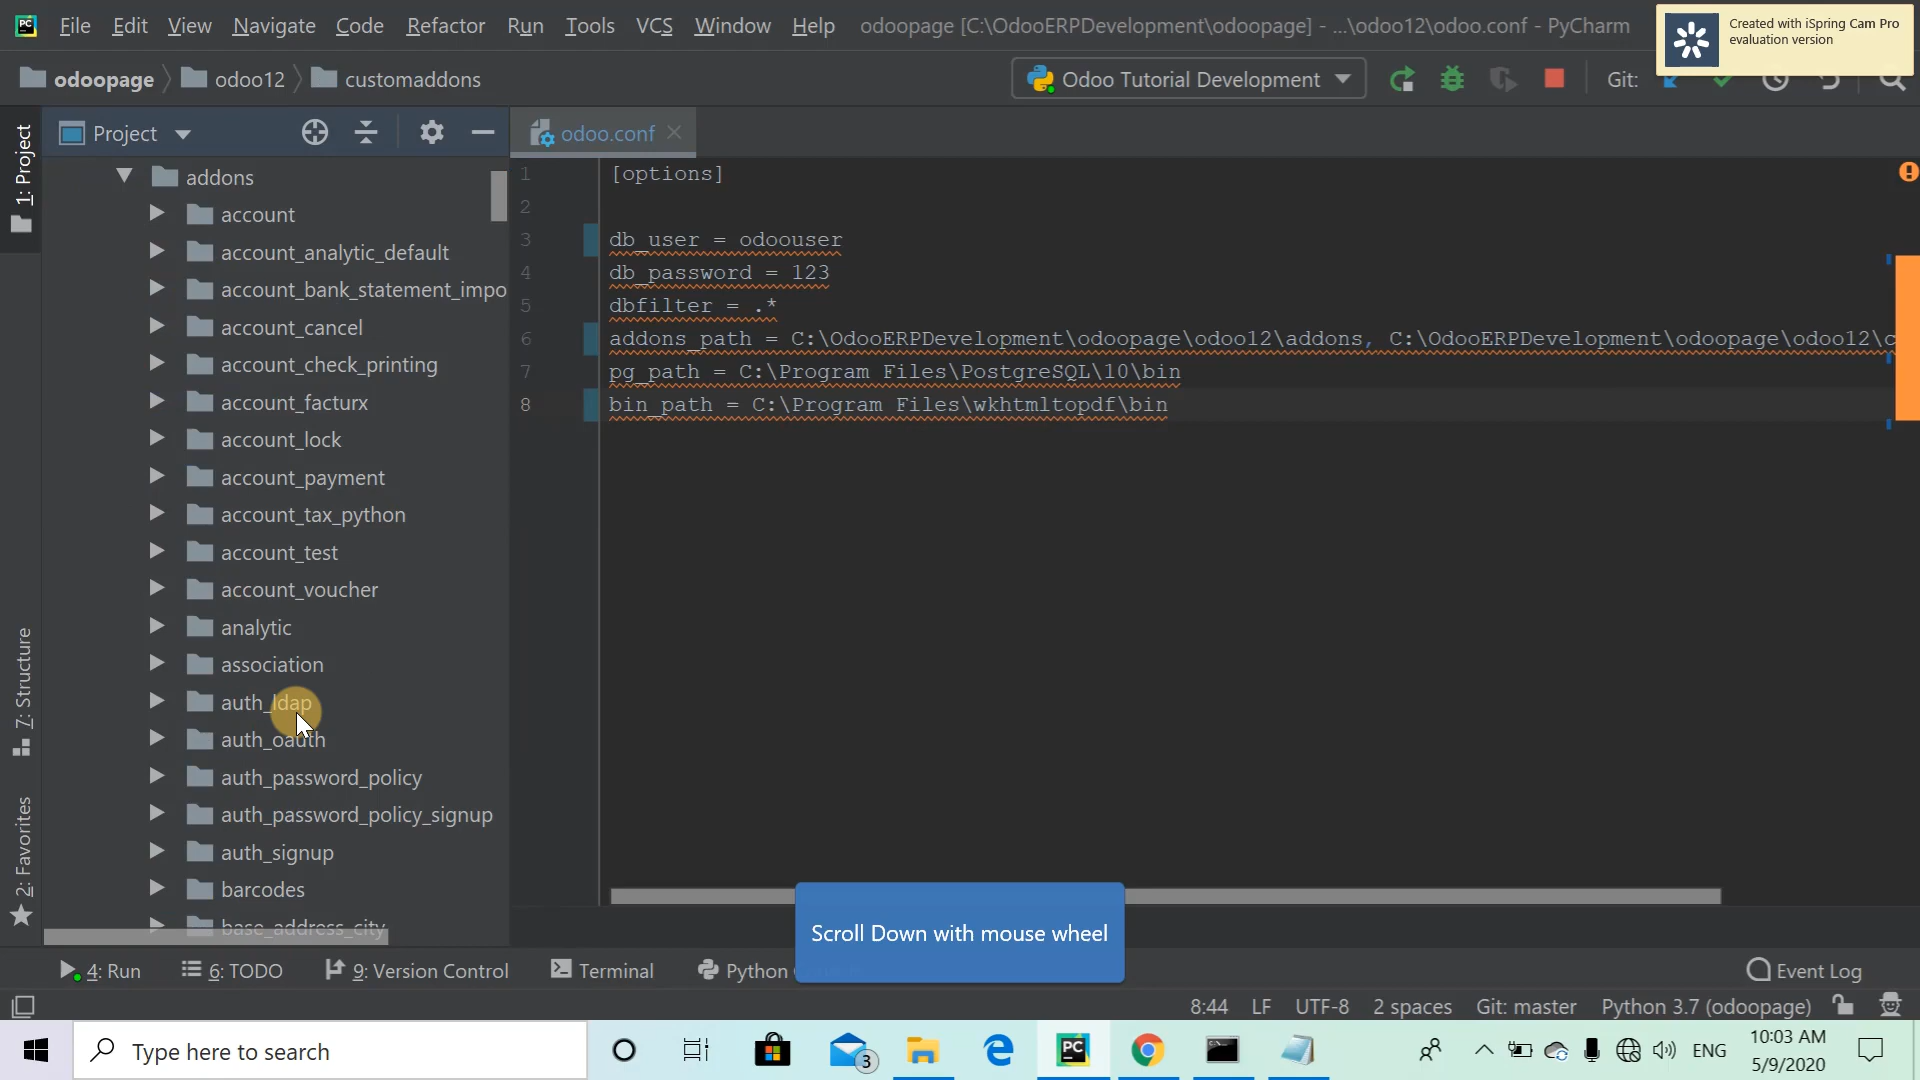 File Edit View Navigate Code Refactor Run Tools VCS Window Help odoopage [C:\OdooERPDevelopment\odoopage] - ...\odoo12\odoo.conf - PyCharm
Created with iSpring Cam Pro
evaluation version
odoopage odoo12 customaddons
Odoo Tutorial Development
Git:
1: Project
7: Structure
2: Favorites
Project
odoo.conf
addons
account
account_analytic_default
account_bank_statement_impo
account_cancel
account_check_printing
account_facturx
account_lock
account_payment
account_tax_python
account_test
account_voucher
analytic
association
auth_ldap
auth_oauth
auth_password_policy
auth_password_policy_signup
auth_signup
barcodes
base_address_city
1 [options]
2
3 db_user = odoouser
4 db_password = 123
5 dbfilter = .*
6 addons_path = C:\OdooERPDevelopment\odoopage\odoo12\addons, C:\OdooERPDevelopment\odoopage\odoo12\c
7 pg_path = C:\Program Files\PostgreSQL\10\bin
8 bin_path = C:\Program Files\wkhtmltopdf\bin
Scroll Down with mouse wheel
4: Run 6: TODO 9: Version Control Terminal Python Event Log
8:44 LF UTF-8 2 spaces Git: master Python 3.7 (odoopage)
Type here to search
3
ENG
10:03 AM
5/9/2020